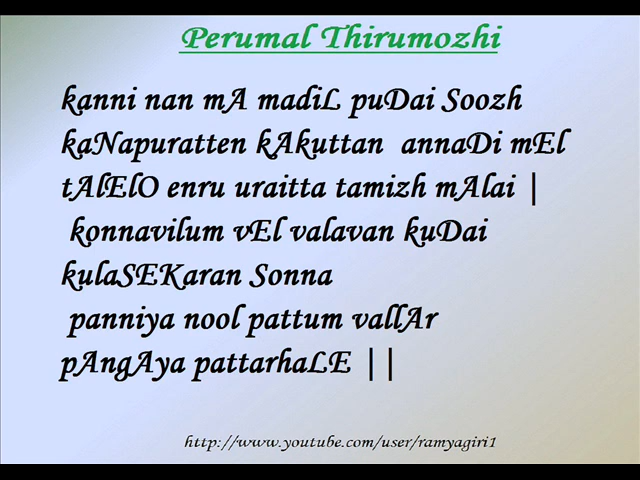 Perumal Thirumozhi
kanni nan mA madiL puDai Soozh
kaNapuratten kAkuttan annaDi mEl
tAlElO enru uraitta tamizh mAlai |
konnavilum vEl valavan kuDai
kulaSEKaran Sonna
panniya nool pattum vallAr
pAngAya pattarhaLE ||
http://www.youtube.com/user/ramyagiri1